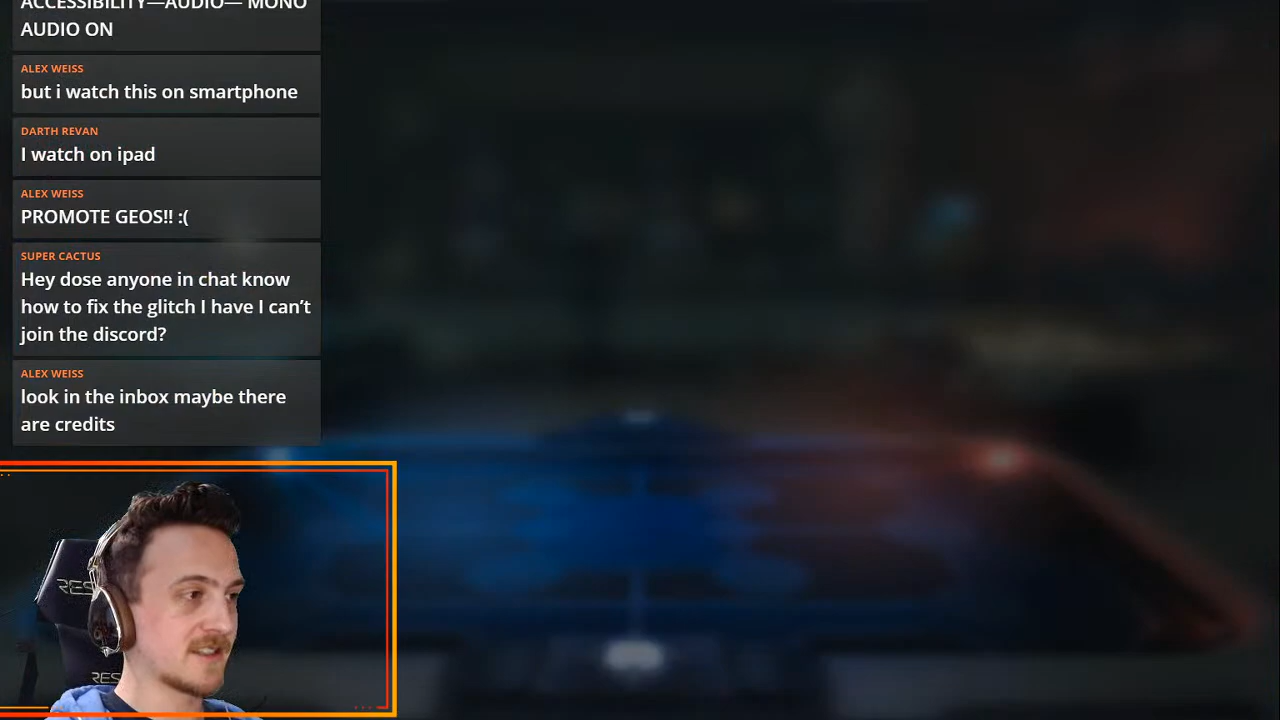 ACCESSIBILITY—AUDIO— MONO
AUDIO ON
ALEX WEISS
but i watch this on smartphone
DARTH REVAN
I watch on ipad
ALEX WEISS
PROMOTE GEOS!! :(
SUPER CACTUS
Hey dose anyone in chat know
how to fix the glitch I have I can’t
join the discord?
ALEX WEISS
look in the inbox maybe there
are credits
RES
RES